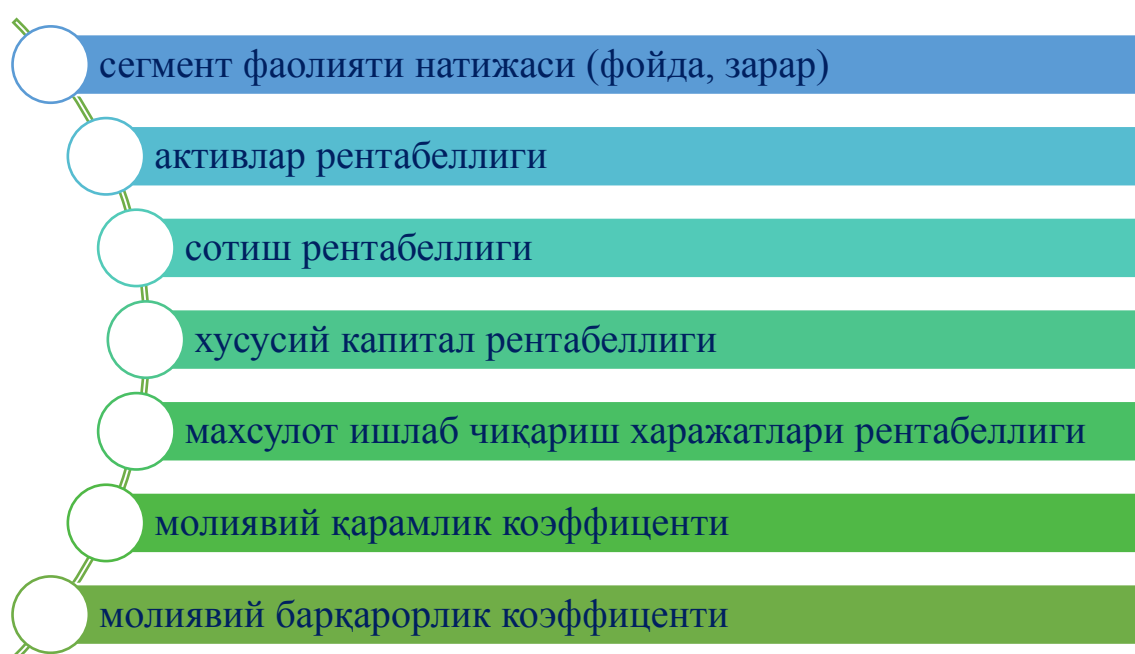 сегмент фаолияти натижаси (фойда, зарар)
активлар рентабеллиги
сотиш рентабеллиги
хусусий капитал рентабеллиги
махсулот ишлаб чиқариш харажатлари рентабеллиги
молиявий қарамлик коэффиценти
молиявий барқарорлик коэффиценти